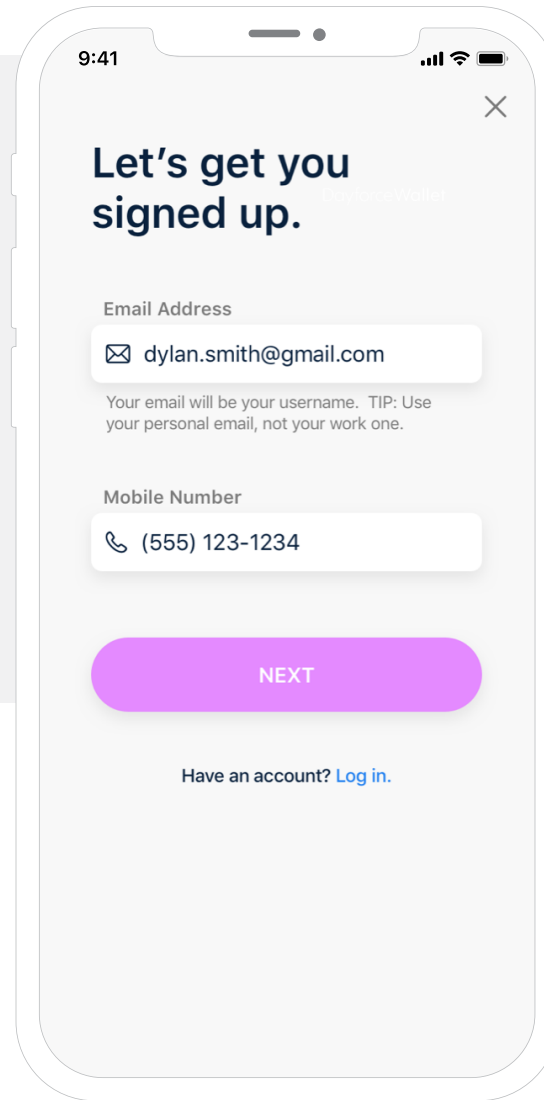 9:41
Let’s get you
signed up.
Email Address
dylan.smith@gmail.com
Your email will be your username.  TIP: Use
your personal email, not your work one.
Mobile Number
(555) 123-1234
NEXT
Have an account? Log in.